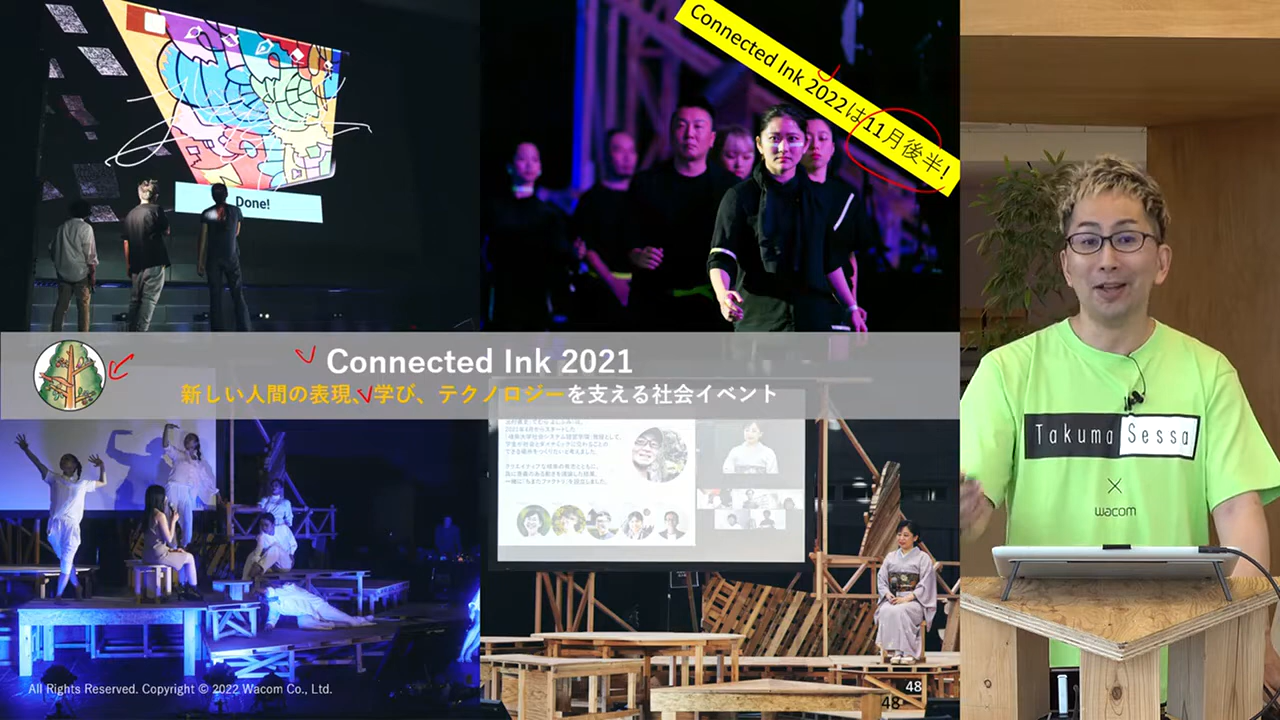 Done!
Connected Ink 2022は11月後半!
Connected Ink 2021
新しい人間の表現、学び、テクノロジーを支える社会イベント
Takuma Sessa
×
wacom
All Rights Reserved. Copyright © 2022 Wacom Co., Ltd.
48
48